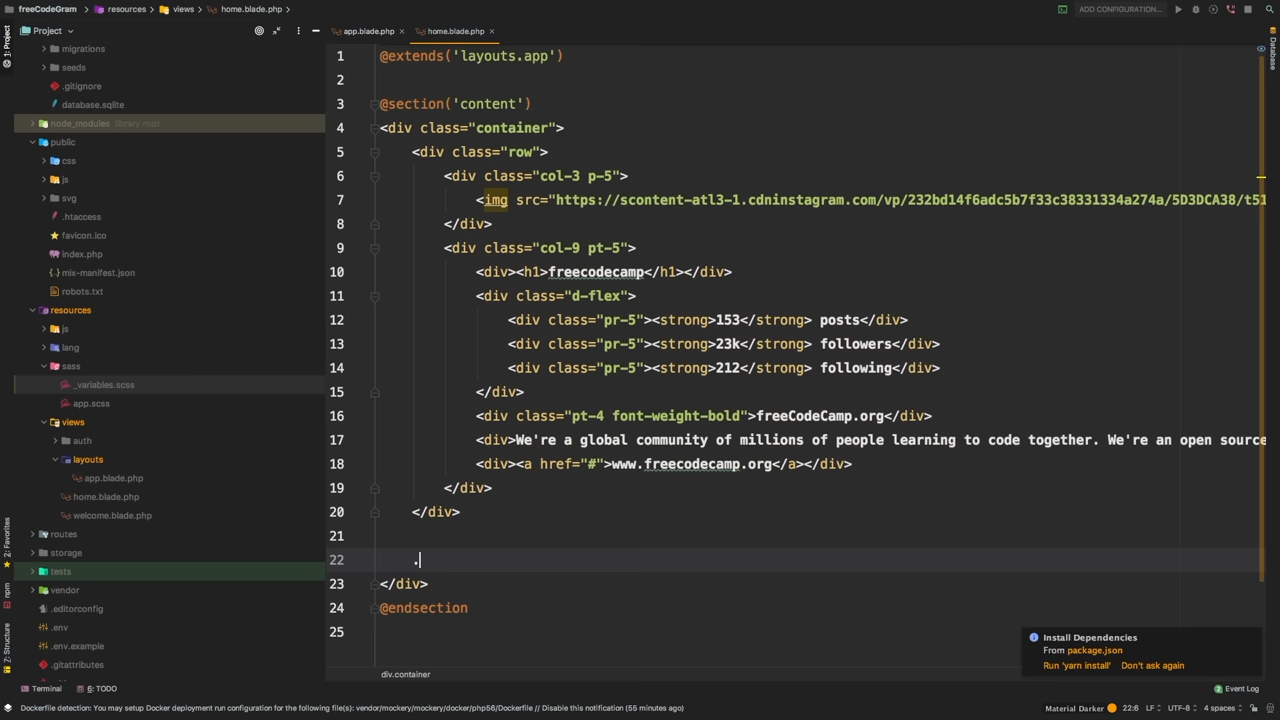 freeCodeGram > resources > views > home.blade.php >
ADD CONFIGURATION...
1: Project
Project
app.blade.php
home.blade.php
Database
migrations
seeds
.gitignore
database.sqlite
node_modules library root
public
css
js
svg
.htaccess
favicon.ico
index.php
mix-manifest.json
robots.txt
resources
js
lang
sass
_variables.scss
app.scss
views
auth
layouts
app.blade.php
home.blade.php
welcome.blade.php
routes
storage
tests
vendor
.editorconfig
.env
.env.example
.gitattributes
2: Favorites
npm
7: Structure
1 @extends('layouts.app')
2
3 @section('content')
4 <div class="container">
5 <div class="row">
6 <div class="col-3 p-5">
7 <img src="https://scontent-atl3-1.cdninstagram.com/vp/232bd14f6adc5b7f33c38331334a274a/5D3DCA38/t51
8 </div>
9 <div class="col-9 pt-5">
10 <div><h1>freecodecamp</h1></div>
11 <div class="d-flex">
12 <div class="pr-5"><strong>153</strong> posts</div>
13 <div class="pr-5"><strong>23k</strong> followers</div>
14 <div class="pr-5"><strong>212</strong> following</div>
15 </div>
16 <div class="pt-4 font-weight-bold">freeCodeCamp.org</div>
17 <div>We're a global community of millions of people learning to code together. We're an open source
18 <div><a href="#">www.freecodecamp.org</a></div>
19 </div>
20 </div>
21
22 .
23 </div>
24 @endsection
25
div.container
Install Dependencies
From package.json
Run 'yarn install' Don't ask again
Terminal
6: TODO
2 Event Log
Dockerfile detection: You may setup Docker deployment run configuration for the following file(s): vendor/mockery/mockery/docker/php56/Dockerfile // Disable this notification (55 minutes ago)
Material Darker
22:6 LF UTF-8 4 spaces